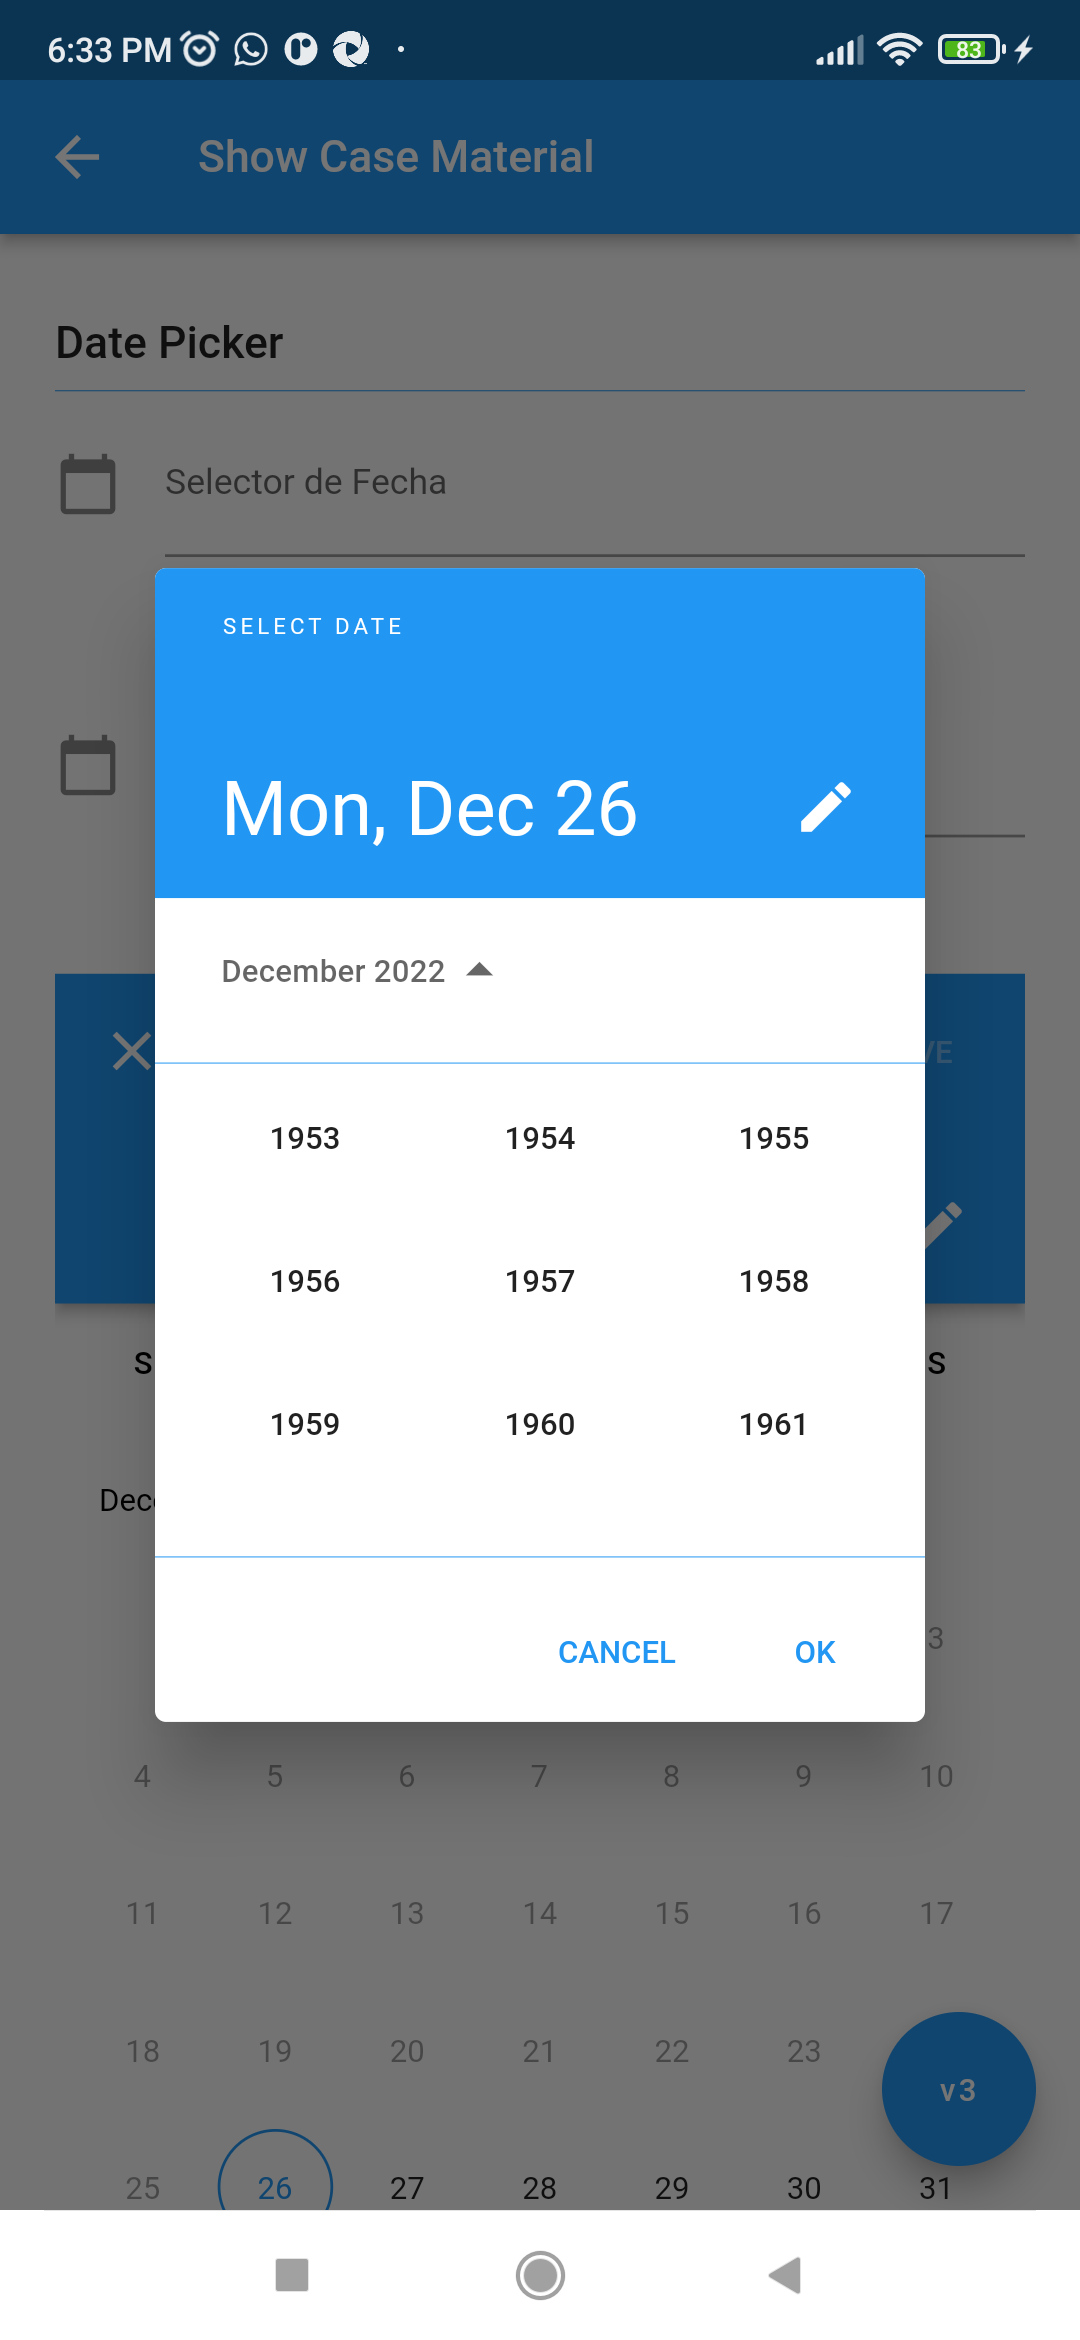 6:33 PM
83
Show Case Material
Date Picker
Selector de Fecha
SELECT DATE
Mon, Dec 26
December 2022
1953 1954 1955
1956 1957 1958
S S
1959 1960 1961
CANCEL OK
3
4 5 6 7 8 9 10
11 12 13 14 15 16 17
18 19 20 21 22 23
v3
25 26 27 28 29 30 31